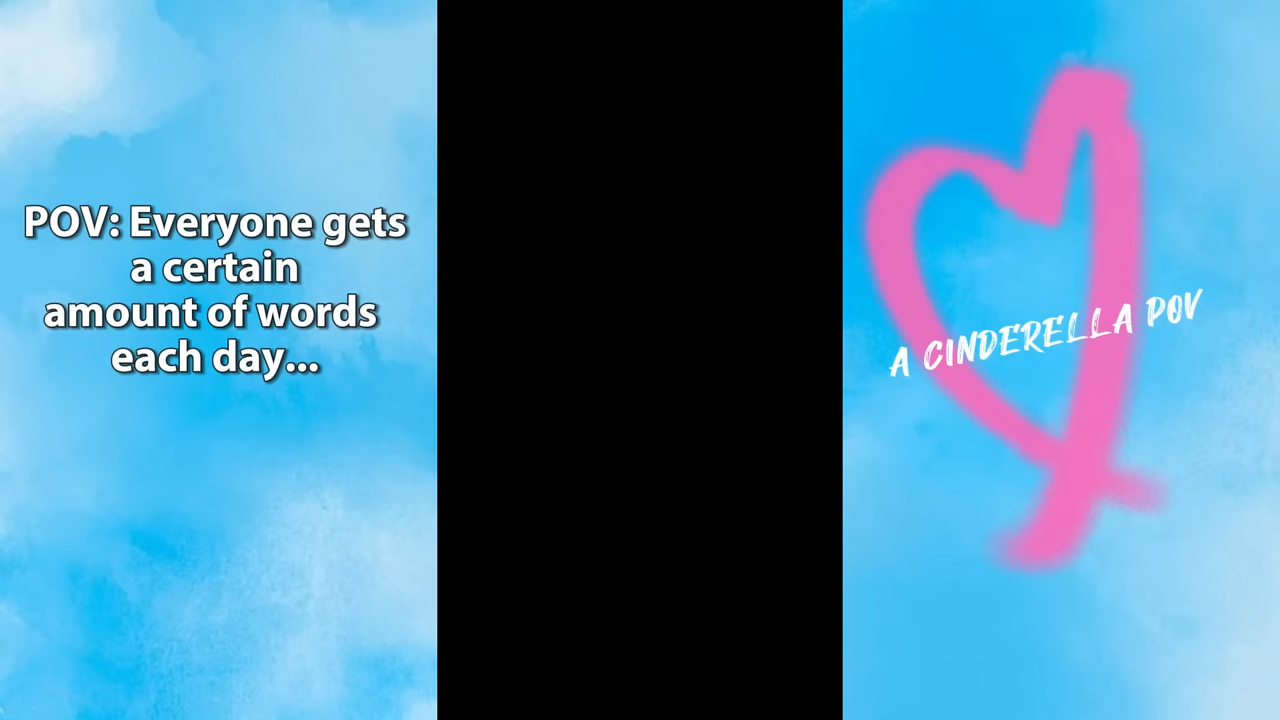 POV: Everyone gets
a certain
amount of words
each day...
A CINDERELLA POV